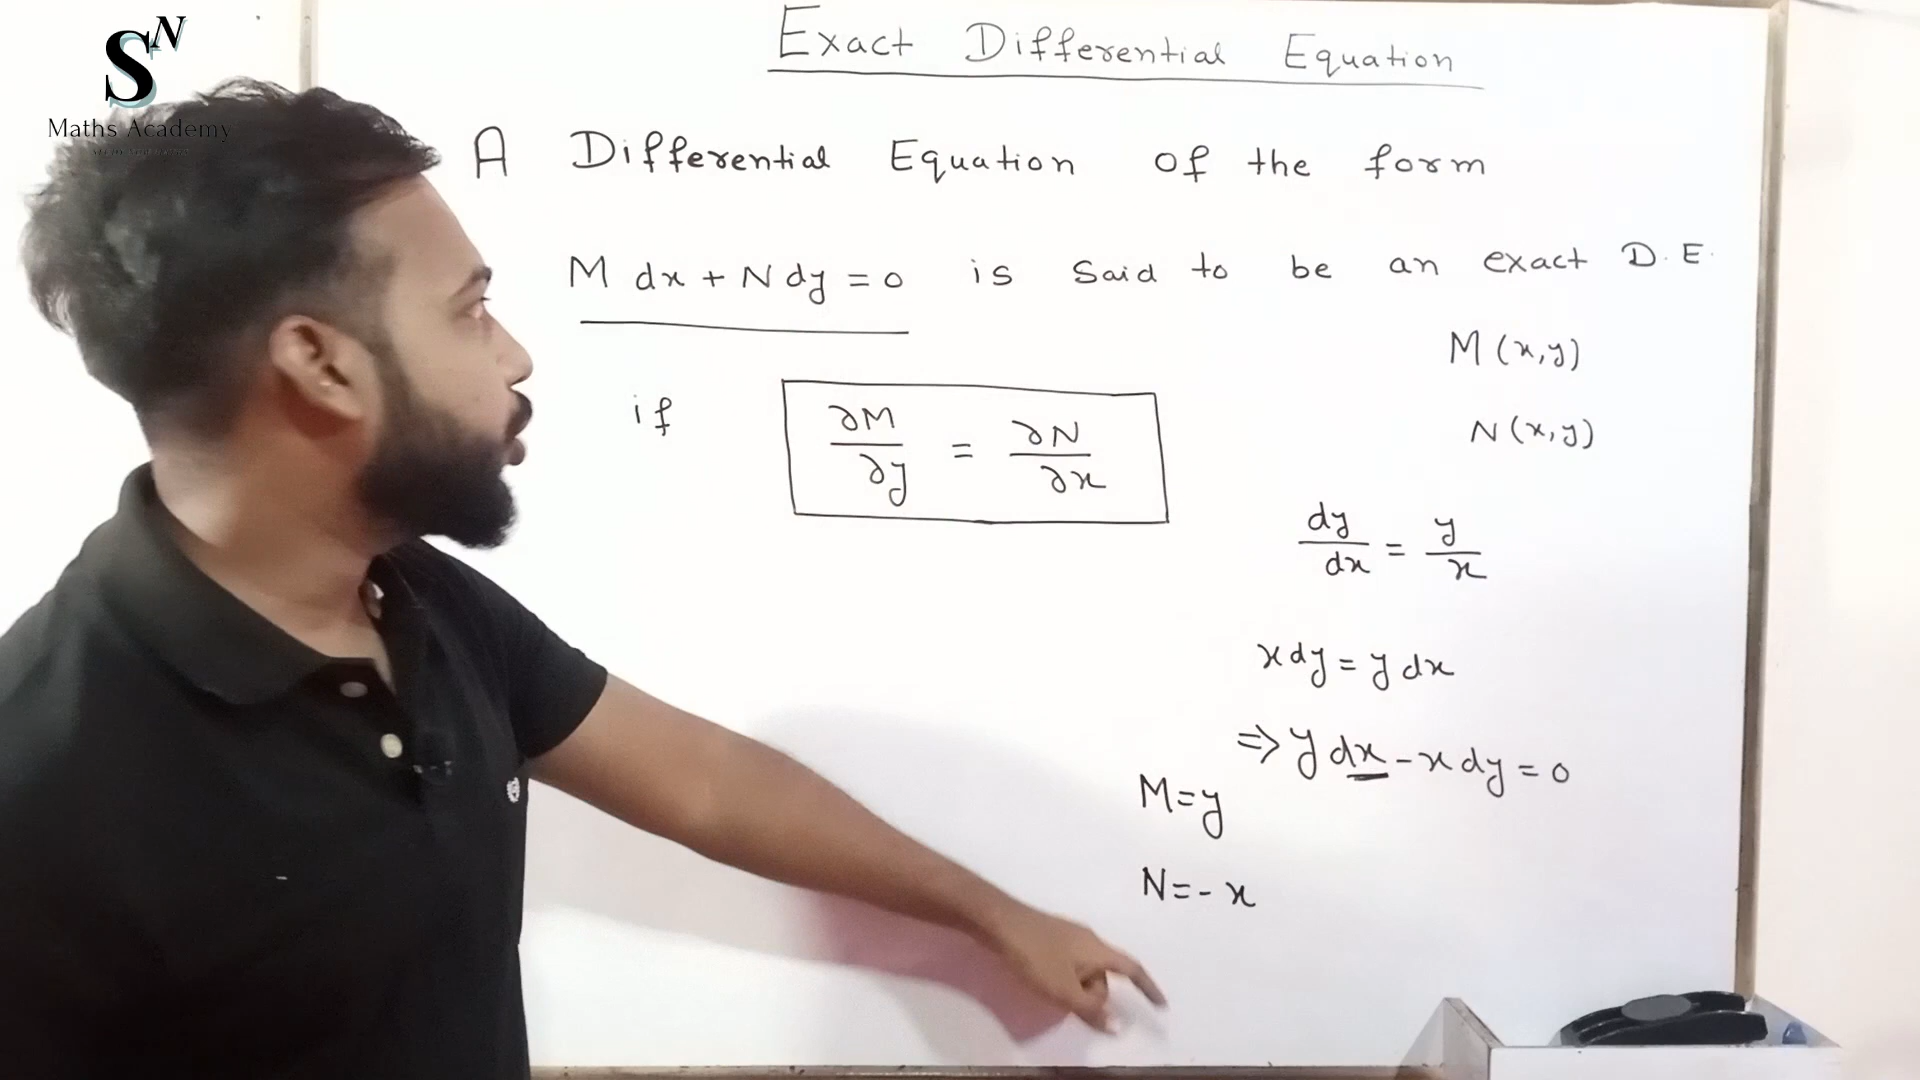 SN
Maths Academy
Exact Differential Equation
A Differential Equation of the form
M dx + N dy = 0 is said to be an exact D.E.
M (x,y)
if ∂M/∂y = ∂N/∂x
N (x,y)
dy/dx = y/x
x dy = y dx
⇒ y dx - x dy = 0
M = y
N = - x